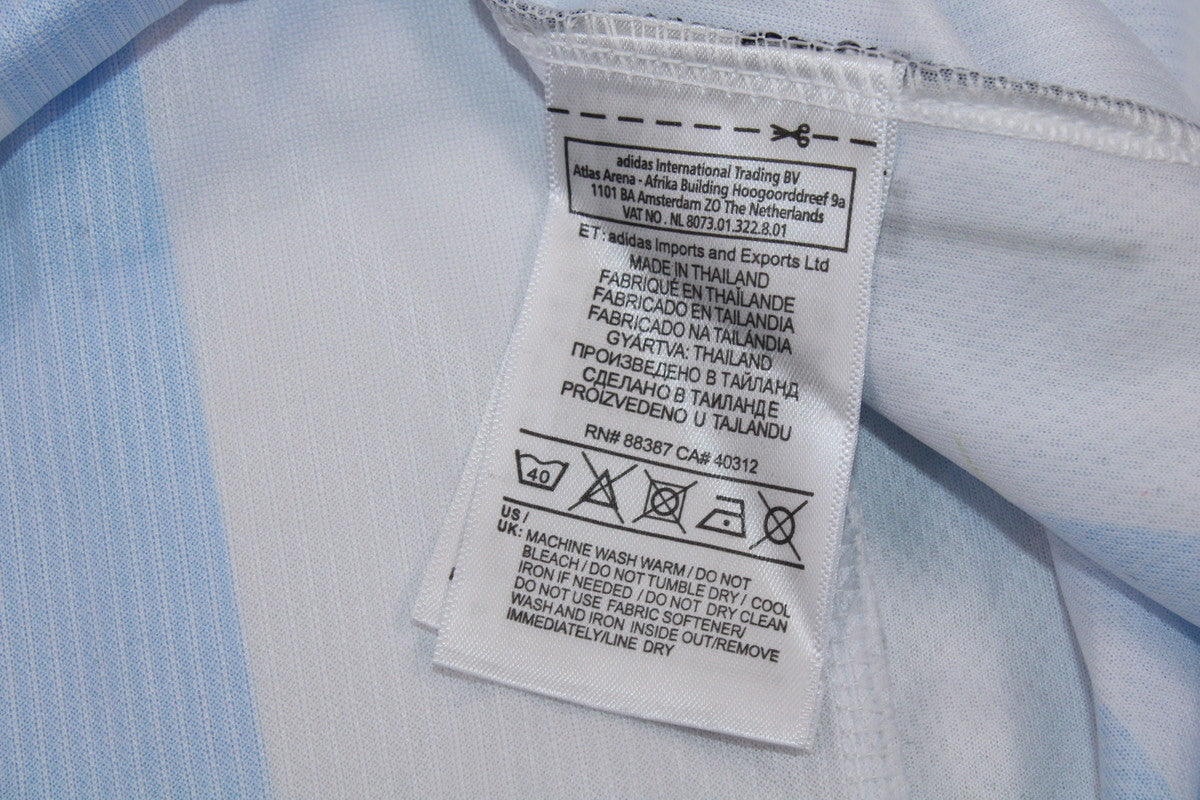 adidas International Trading BV
Atlas Arena - Afrika Building Hoogoorddreef 9a
1101 BA Amsterdam ZO The Netherlands
VAT NO. NL 8073.01.322.8.01
ET: adidas Imports and Exports Ltd
MADE IN THAILAND
FABRIQUÉ EN THAÏLANDE
FABRICADO EN TAILANDIA
FABRICADO NA TAILÂNDIA
GYÁRTVA: THAILAND
ПРОИЗВЕДЕНО В ТАЙЛАНД
СДЕЛАНО В ТАИЛАНДЕ
PROIZVEDENO U TAJLANDU
RN# 88387 CA# 40312
40
US /
UK: MACHINE WASH WARM / DO NOT
BLEACH / DO NOT TUMBLE DRY / COOL
IRON IF NEEDED / DO NOT DRY CLEAN
DO NOT USE FABRIC SOFTENER/
WASH AND IRON INSIDE OUT/REMOVE
IMMEDIATELY/LINE DRY